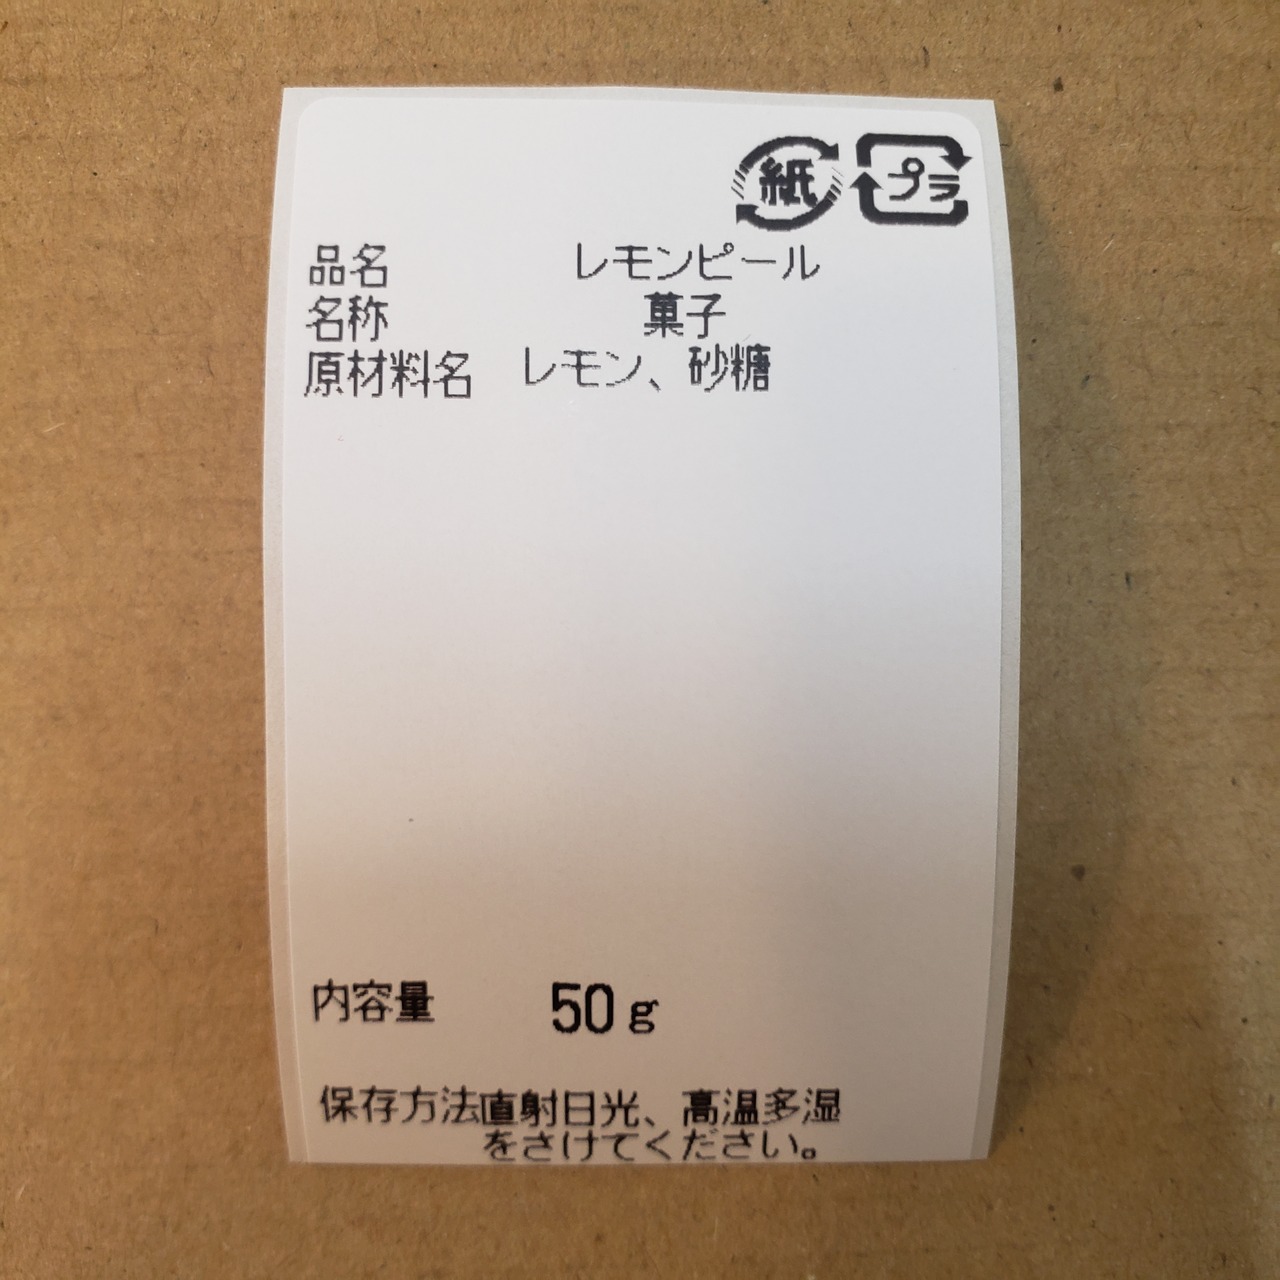 紙 プラ
品名 レモンピール
名称 菓子
原材料名 レモン、砂糖
内容量 50g
保存方法直射日光、高温多湿
をさけてください。